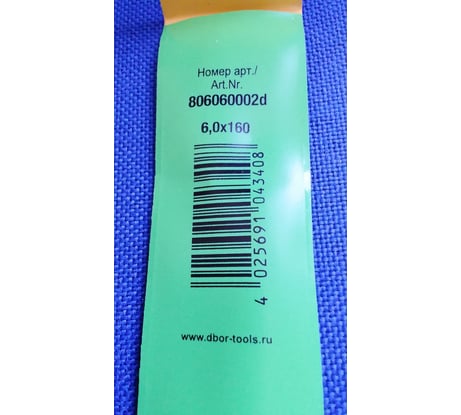 Номер арт./
Art.Nr.
806060002d
6,0x160
4 025691 043408
www.dbor-tools.ru